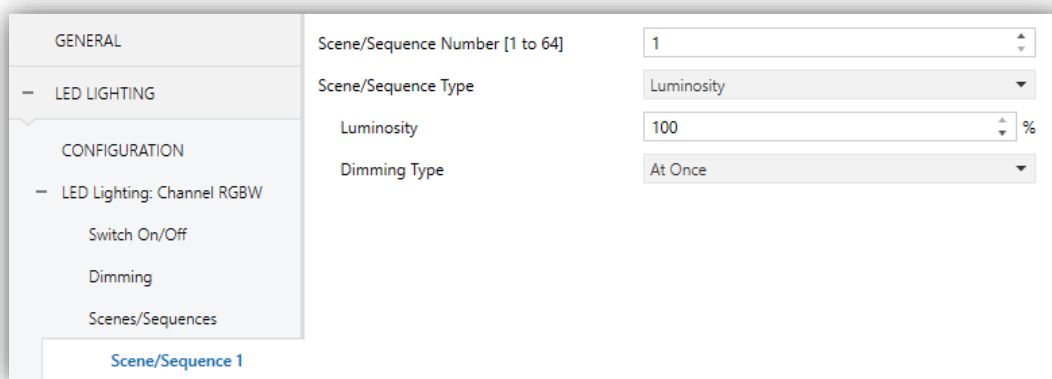 GENERAL
− LED LIGHTING
CONFIGURATION
− LED Lighting: Channel RGBW
Switch On/Off
Dimming
Scenes/Sequences
Scene/Sequence 1
Scene/Sequence Number [1 to 64] 1
Scene/Sequence Type Luminosity
Luminosity 100 %
Dimming Type At Once